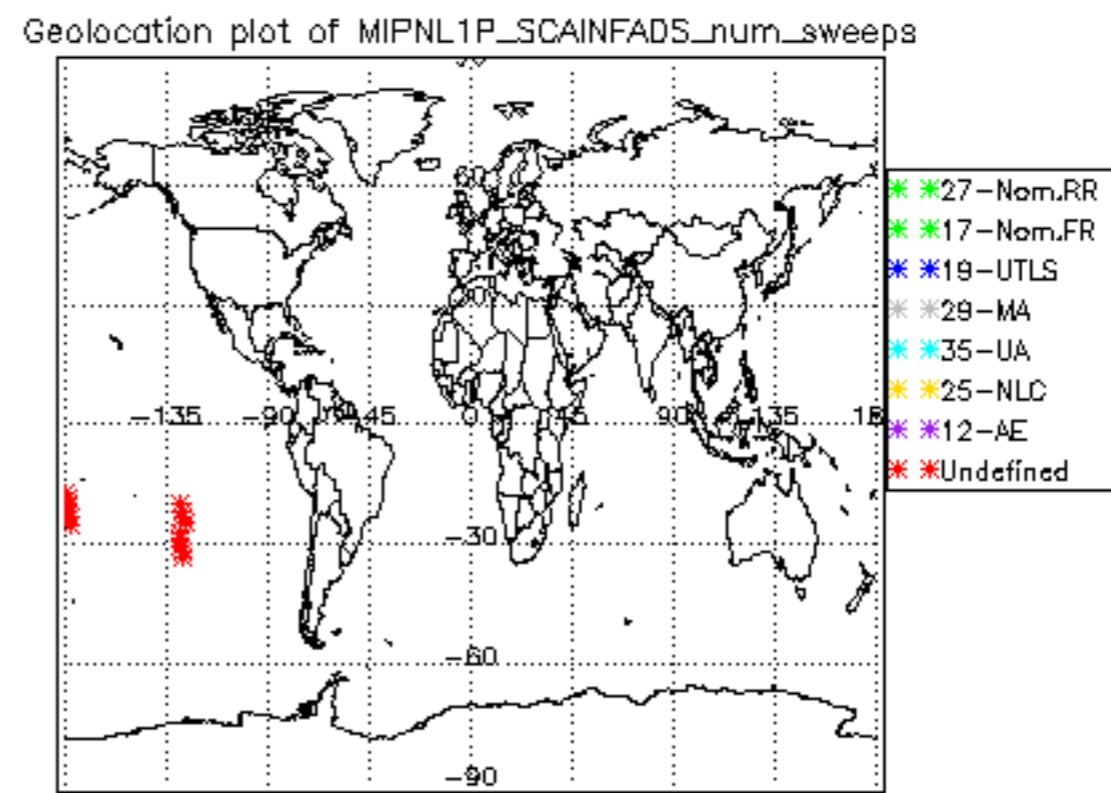 Geolocation plot of MIPNL1P_SCAINFADS_num_sweeps
60
-135 -90 45 0 45 90 135 18
-30
-60
-90
27-Nom.RR
17-Nom.FR
19-UTLS
29-MA
35-UA
25-NLC
12-AE
Undefined